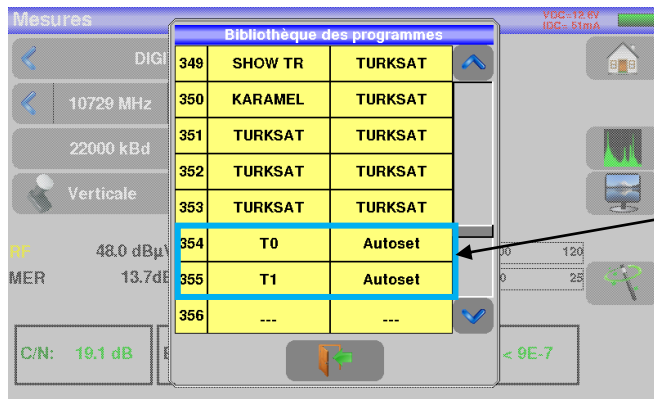 Mesures
VDC=12.6V
IDC= 51mA
Bibliothèque des programmes
DIGI
349 SHOW TR TURKSAT
10729 MHz
350 KARAMEL TURKSAT
351 TURKSAT TURKSAT
22000 kBd
352 TURKSAT TURKSAT
Verticale
353 TURKSAT TURKSAT
RF 48.0 dBµV
354 T0 Autoset
120
MER 13.7dB
355 T1 Autoset
25
356 --- ---
C/N: 19.1 dB
< 9E-7